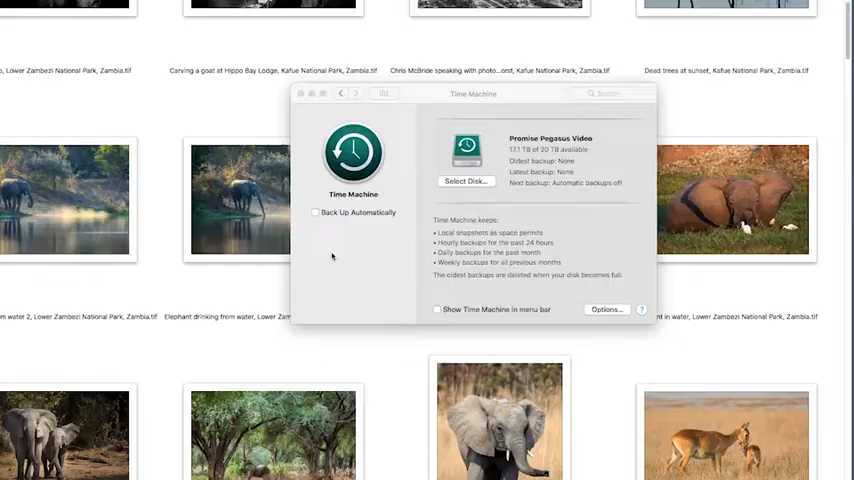 , Lower Zambezi National Park, Zambia.tif
Carving a goat at Hippo Bay Lodge, Kafue National Park, Zambia.tif
Chris McBride speaking with photo...orst, Kafue National Park, Zambia.tif
Dead trees at sunset, Kafue National Park, Zambia.tif
Time Machine
Search
Time Machine
Back Up Automatically
Promise Pegasus Video
17.1 TB of 20 TB available
Oldest backup: None
Latest backup: None
Next backup: Automatic backups off
Select Disk...
Time Machine keeps:
• Local snapshots as space permits
• Hourly backups for the past 24 hours
• Daily backups for the past month
• Weekly backups for all previous months
The oldest backups are deleted when your disk becomes full.
Show Time Machine in menu bar
Options...
?
m water 2, Lower Zambezi National Park, Zambia.tif
Elephant drinking from water, Lower Zam
nt in water, Lower Zambezi National Park, Zambia.tif